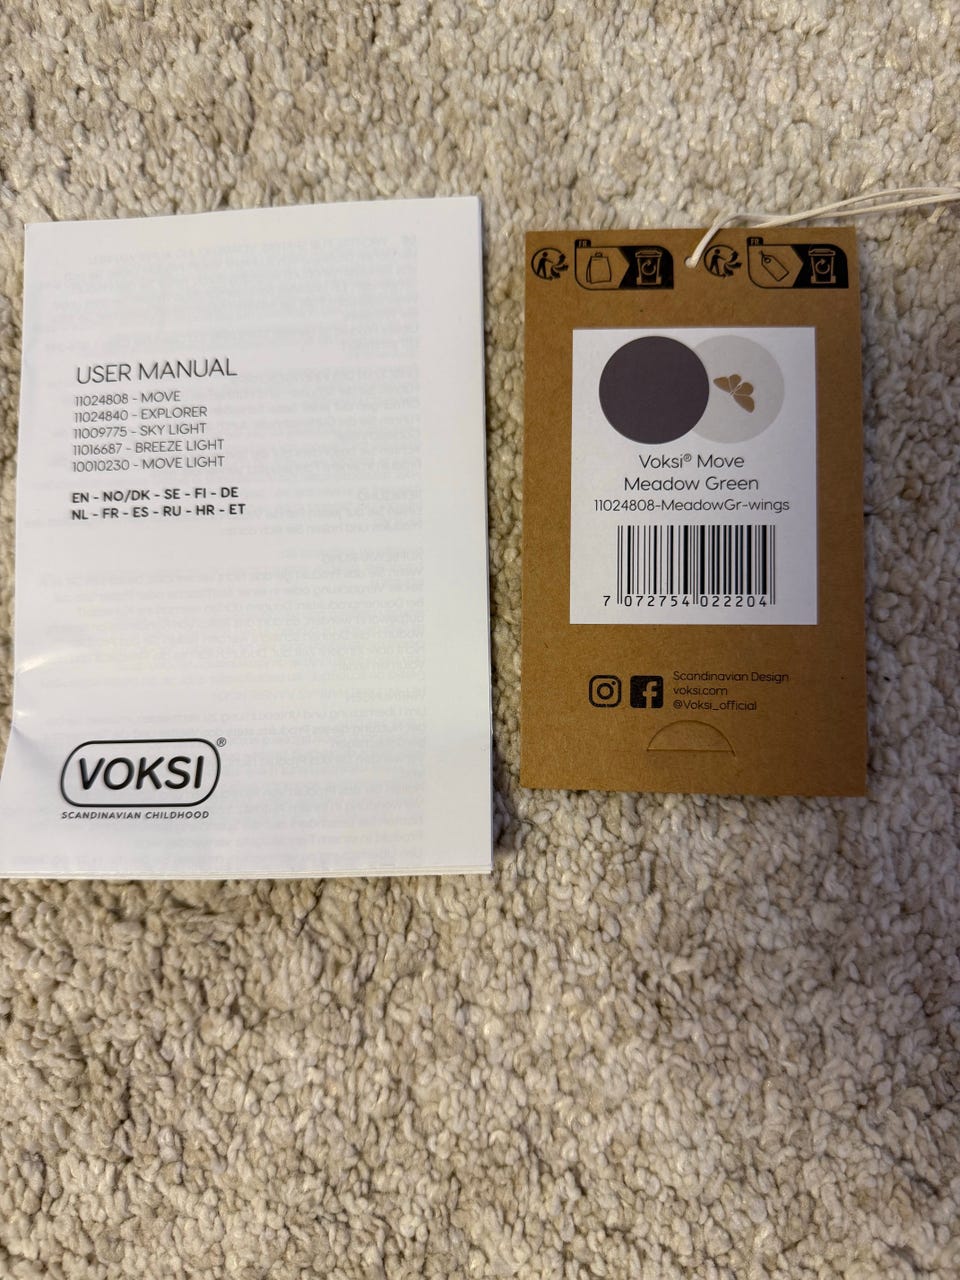 USER MANUAL
11024808 - MOVE
11024840 - EXPLORER
11009775 - SKY LIGHT
11016687 - BREEZE LIGHT
10010230 - MOVE LIGHT
EN - NO/DK - SE - FI - DE
NL - FR - ES - RU - HR - ET
VOKSI®
SCANDINAVIAN CHILDHOOD
FR
FR
Voksi® Move
Meadow Green
11024808-MeadowGr-wings
7 072754 022204
Scandinavian Design
voksi.com
@Voksi_official